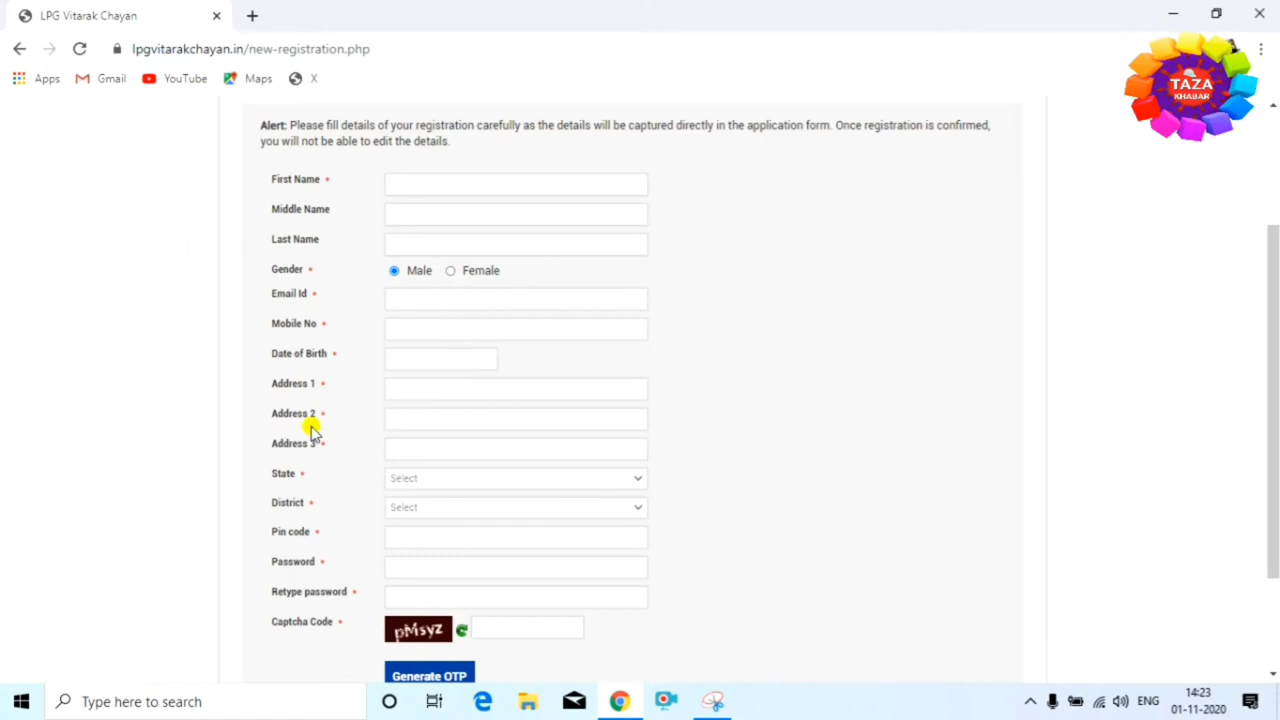 LPG Vitarak Chayan
lpgvitarakchayan.in/new-registration.php
Apps Gmail YouTube Maps X
TAZA
KHABAR
Alert: Please fill details of your registration carefully as the details will be captured directly in the application form. Once registration is confirmed,
you will not be able to edit the details.
First Name *
Middle Name
Last Name
Gender * Male Female
Email Id *
Mobile No *
Date of Birth *
Address 1 *
Address 2 *
Address 3 *
State * Select
District * Select
Pin code *
Password *
Retype password *
Captcha Code * pMsyz
Generate OTP
Type here to search
ENG
14:23
01-11-2020